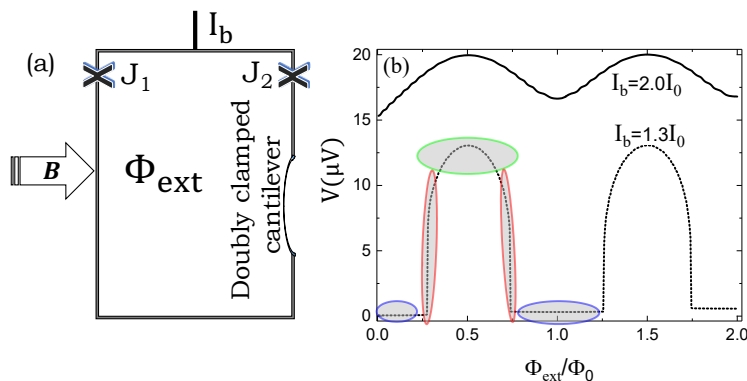 (a)
I_b
J_1
J_2
B
Φ_ext
Doubly clamped
cantilever
(b)
20
15
10
5
0
V(μV)
I_b=2.0I_0
I_b=1.3I_0
0.0
0.5
1.0
1.5
2.0
Φ_ext/Φ_0